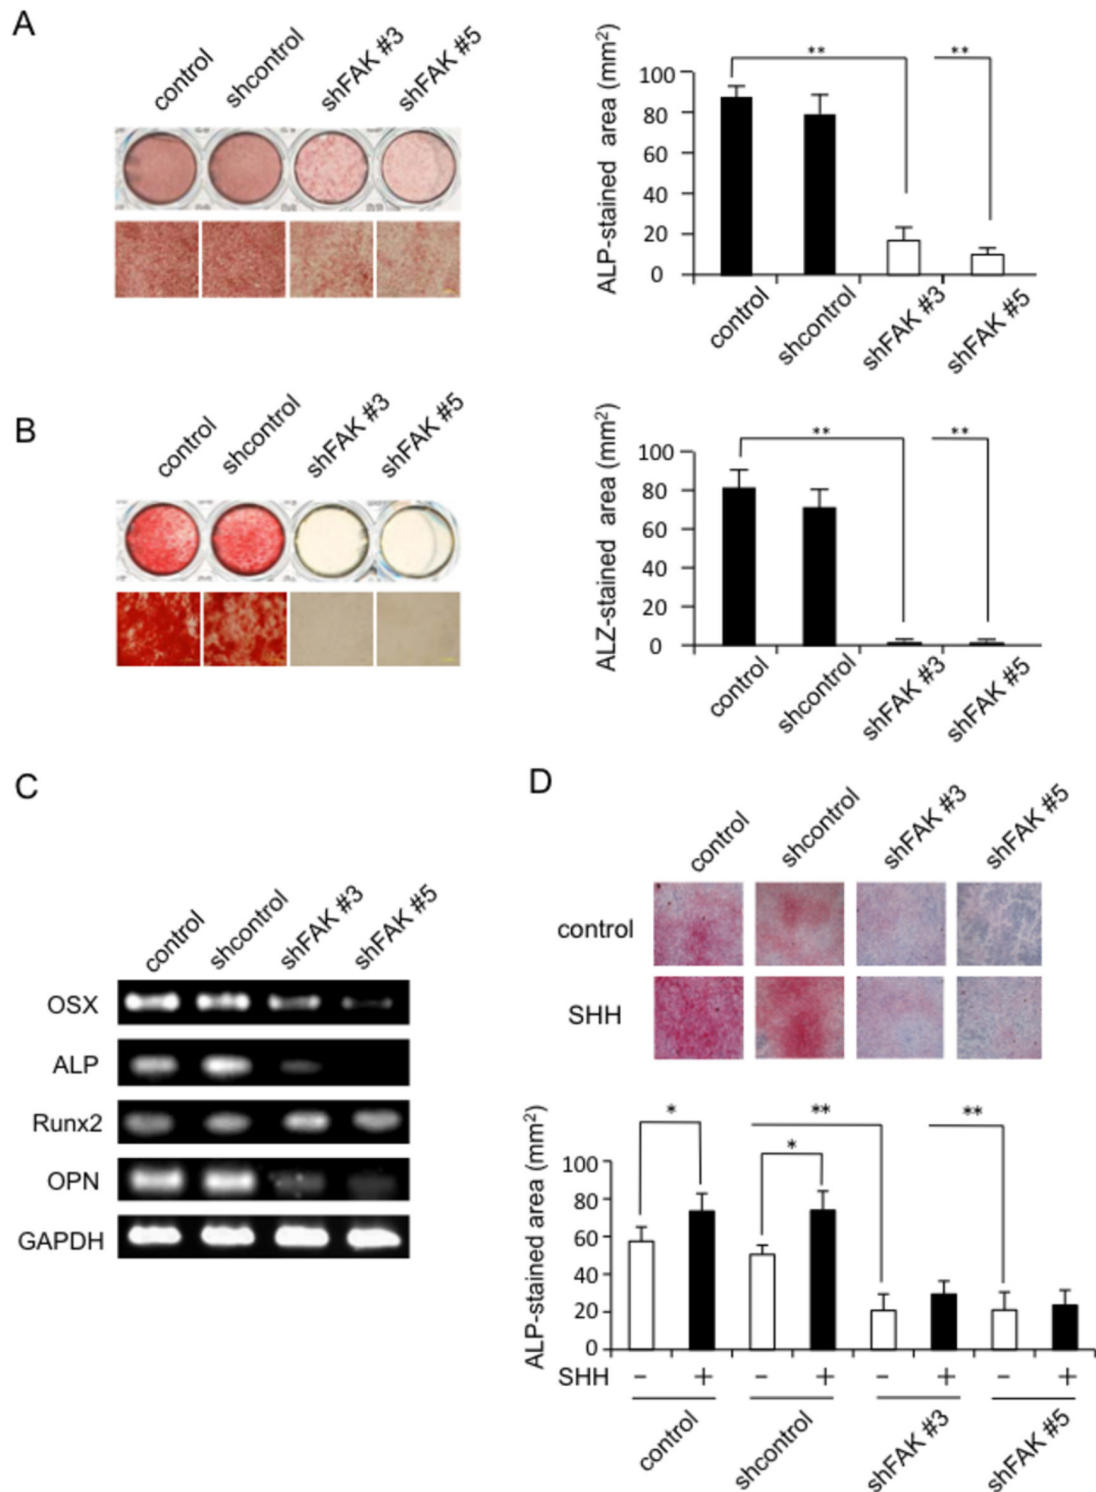 A
control
shcontrol
shFAK #3
shFAK #5
ALP-stained area (mm²)
**
**
100
80
60
40
20
0
control
shcontrol
shFAK #3
shFAK #5
B
control
shcontrol
shFAK #3
shFAK #5
ALZ-stained area (mm²)
**
**
100
80
60
40
20
0
control
shcontrol
shFAK #3
shFAK #5
C
control
shcontrol
shFAK #3
shFAK #5
OSX
ALP
Runx2
OPN
GAPDH
D
control
shcontrol
shFAK #3
shFAK #5
control
SHH
ALP-stained area (mm²)
*
**
**
*
100
80
60
40
20
0
SHH − + − + − + − +
control
shcontrol
shFAK #3
shFAK #5